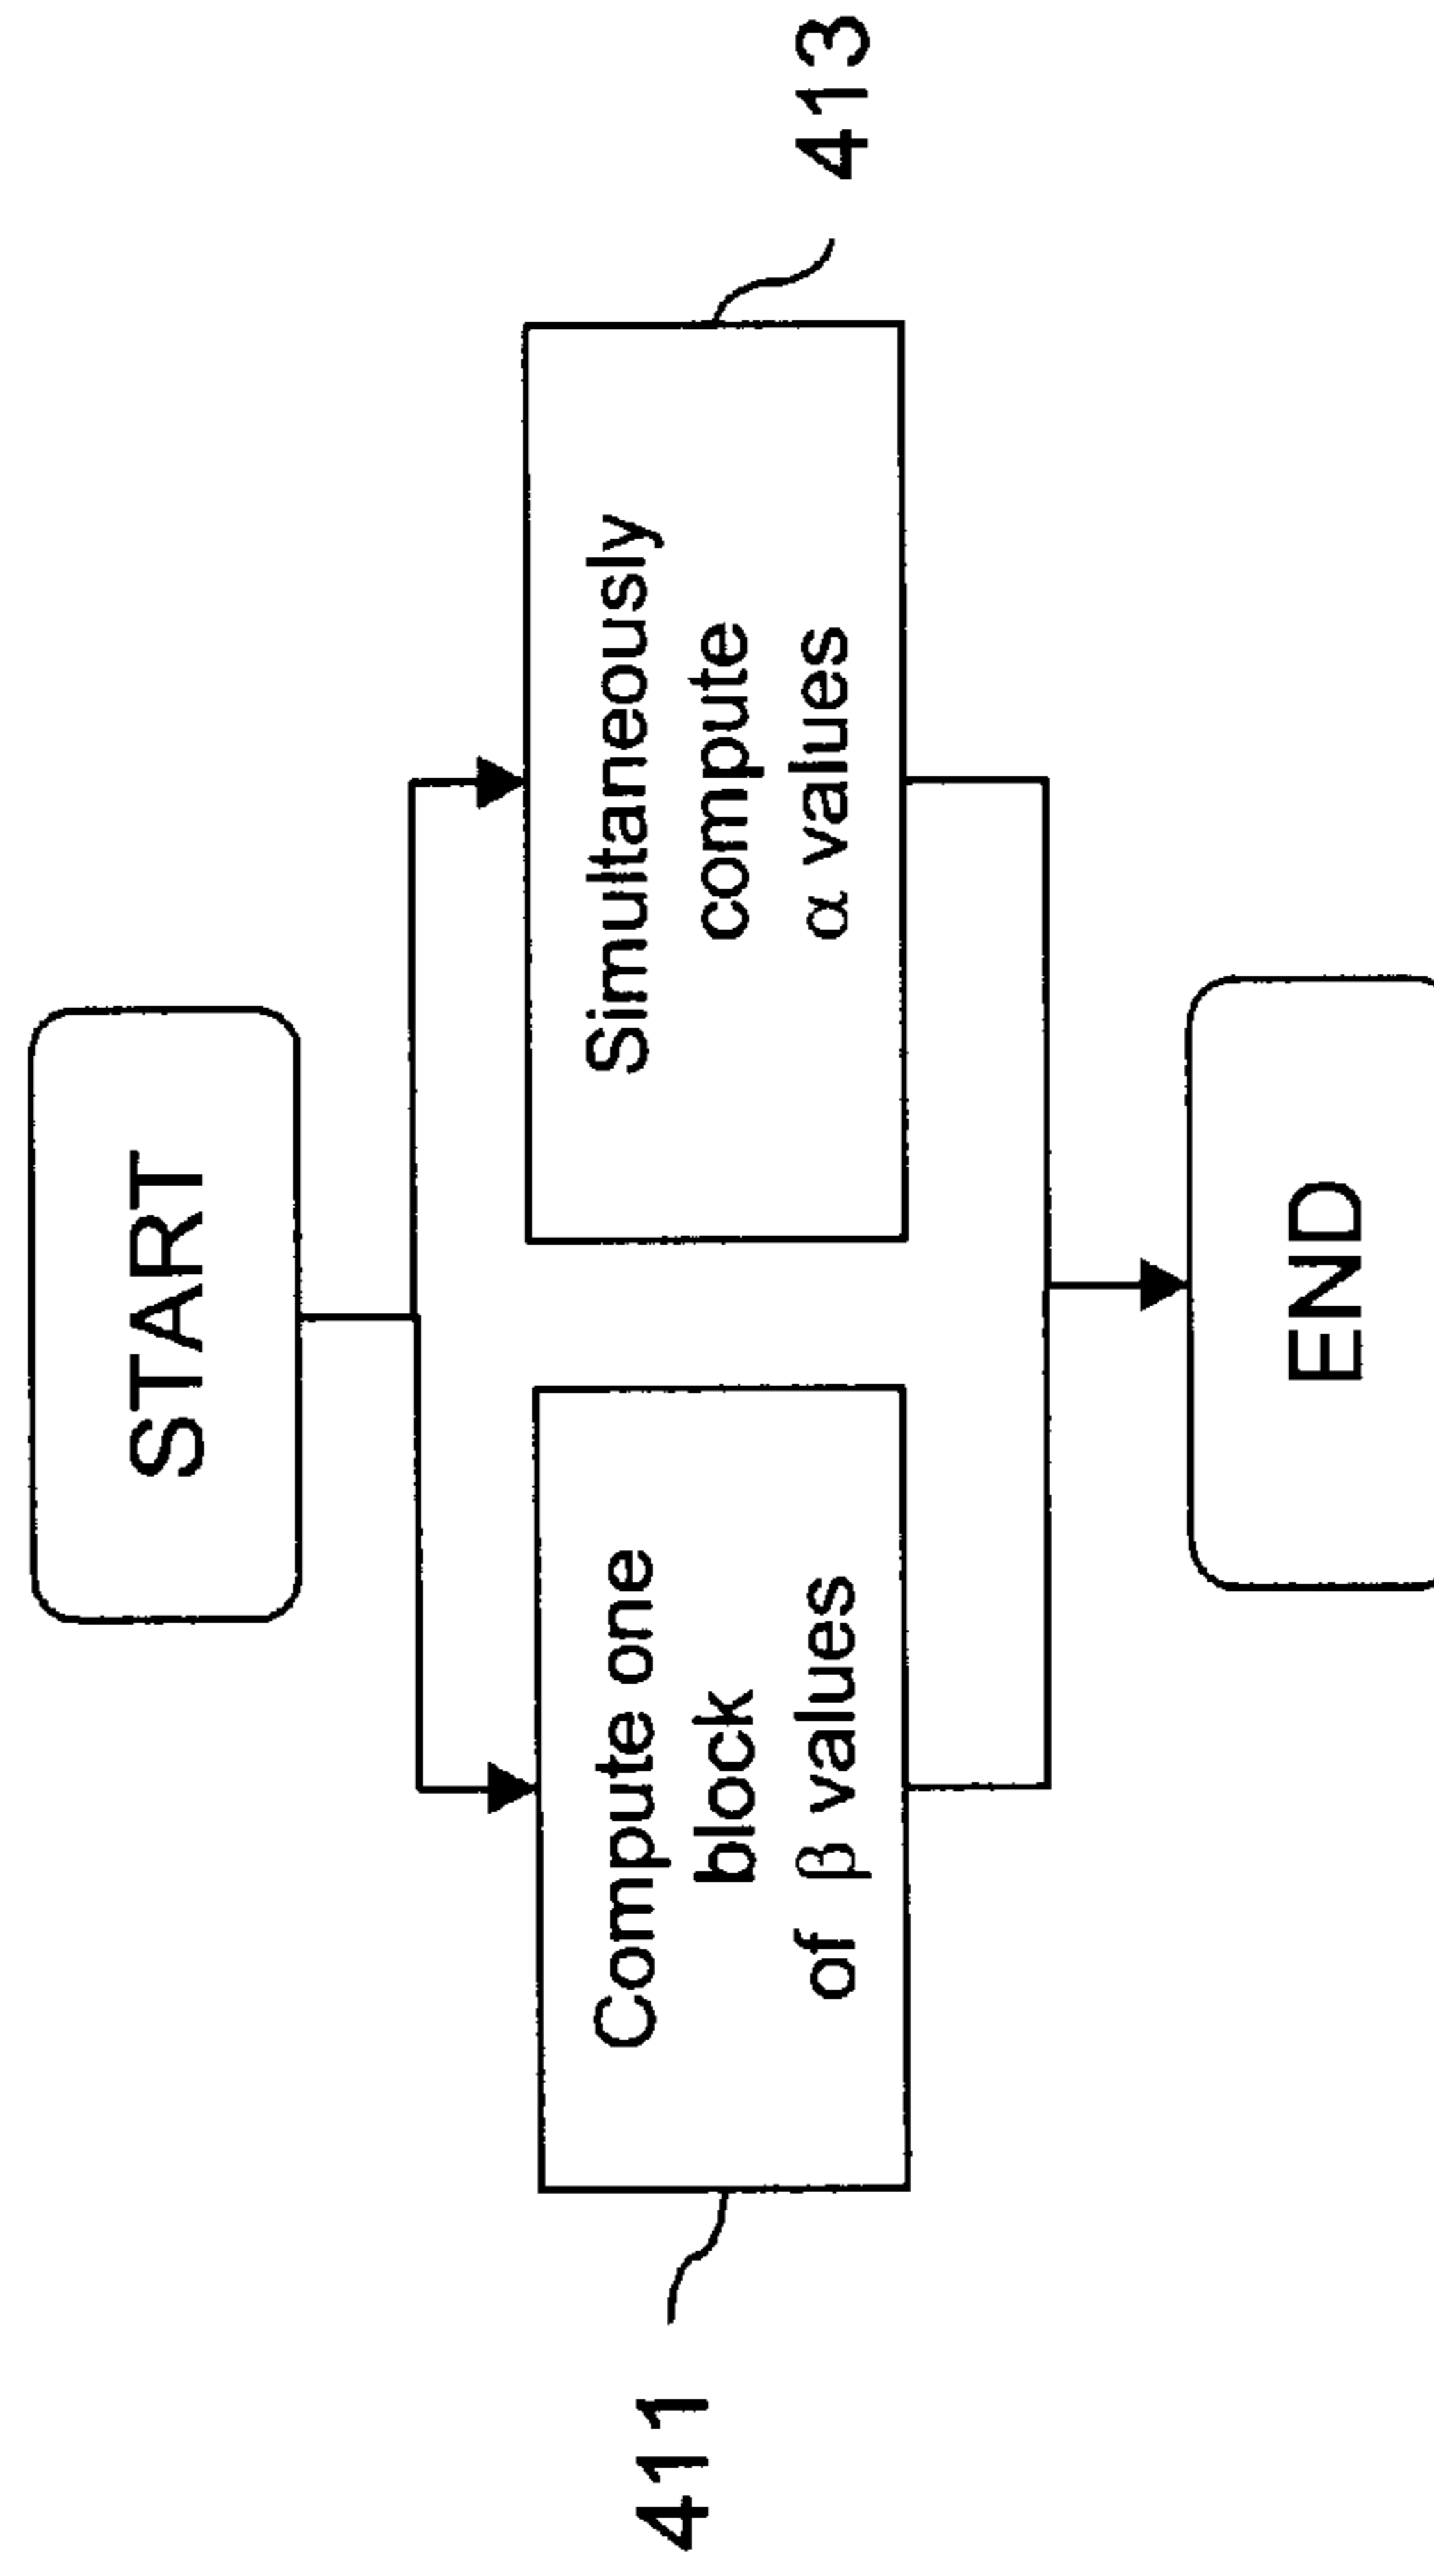 START
411
Compute one
block
of β values
Simultaneously
compute
α values
413
END